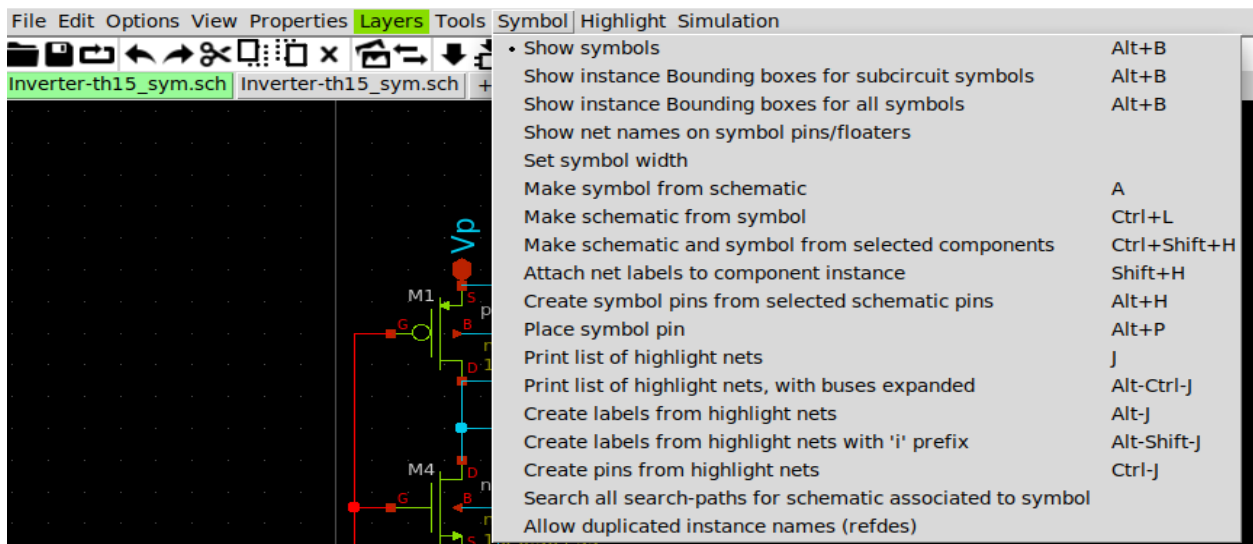 File Edit Options View Properties Layers Tools Symbol Highlight Simulation
Inverter-th15_sym.sch Inverter-th15_sym.sch +
• Show symbols Alt+B
Show instance Bounding boxes for subcircuit symbols Alt+B
Show instance Bounding boxes for all symbols Alt+B
Show net names on symbol pins/floaters
Set symbol width
Make symbol from schematic A
Make schematic from symbol Ctrl+L
Make schematic and symbol from selected components Ctrl+Shift+H
Attach net labels to component instance Shift+H
Create symbol pins from selected schematic pins Alt+H
Place symbol pin Alt+P
Print list of highlight nets J
Print list of highlight nets, with buses expanded Alt-Ctrl-J
Create labels from highlight nets Alt-J
Create labels from highlight nets with 'i' prefix Alt-Shift-J
Create pins from highlight nets Ctrl-J
Search all search-paths for schematic associated to symbol
Allow duplicated instance names (refdes)
Vp
M1
S
p
G
B
n
D
1
M4
D
n
G
B
n
S